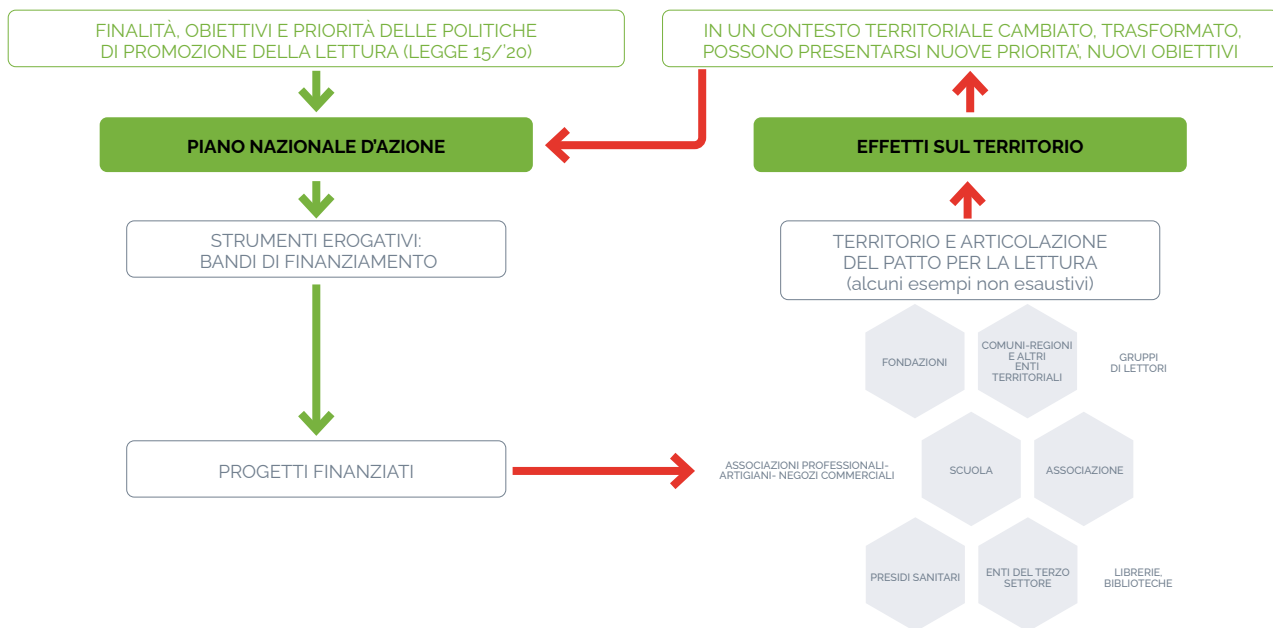 FINALITÀ, OBIETTIVI E PRIORITÀ DELLE POLITICHE
DI PROMOZIONE DELLA LETTURA (LEGGE 15/'20)
IN UN CONTESTO TERRITORIALE CAMBIATO, TRASFORMATO,
POSSONO PRESENTARSI NUOVE PRIORITA', NUOVI OBIETTIVI
PIANO NAZIONALE D'AZIONE
EFFETTI SUL TERRITORIO
STRUMENTI EROGATIVI:
BANDI DI FINANZIAMENTO
TERRITORIO E ARTICOLAZIONE
DEL PATTO PER LA LETTURA
(alcuni esempi non esaustivi)
FONDAZIONI
COMUNI-REGIONI
E ALTRI
ENTI
TERRITORIALI
GRUPPI
DI LETTORI
PROGETTI FINANZIATI
ASSOCIAZIONI PROFESSIONALI-
ARTIGIANI- NEGOZI COMMERCIALI
SCUOLA
ASSOCIAZIONE
PRESIDI SANITARI
ENTI DEL TERZO
SETTORE
LIBRERIE,
BIBLIOTECHE